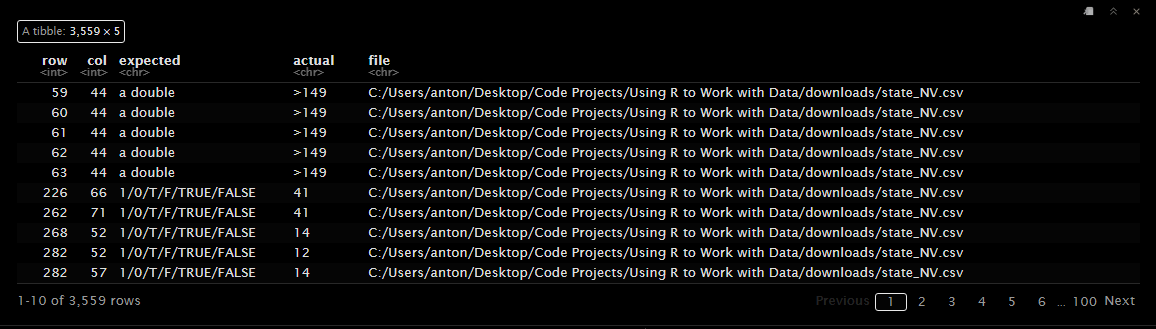 A tibble: 3,559 × 5
row col expected actual file
<int> <int> <chr> <chr> <chr>
59 44 a double >149 C:/Users/anton/Desktop/Code Projects/Using R to Work with Data/downloads/state_NV.csv
60 44 a double >149 C:/Users/anton/Desktop/Code Projects/Using R to Work with Data/downloads/state_NV.csv
61 44 a double >149 C:/Users/anton/Desktop/Code Projects/Using R to Work with Data/downloads/state_NV.csv
62 44 a double >149 C:/Users/anton/Desktop/Code Projects/Using R to Work with Data/downloads/state_NV.csv
63 44 a double >149 C:/Users/anton/Desktop/Code Projects/Using R to Work with Data/downloads/state_NV.csv
226 66 1/0/T/F/TRUE/FALSE 41 C:/Users/anton/Desktop/Code Projects/Using R to Work with Data/downloads/state_NV.csv
262 71 1/0/T/F/TRUE/FALSE 41 C:/Users/anton/Desktop/Code Projects/Using R to Work with Data/downloads/state_NV.csv
268 52 1/0/T/F/TRUE/FALSE 14 C:/Users/anton/Desktop/Code Projects/Using R to Work with Data/downloads/state_NV.csv
282 52 1/0/T/F/TRUE/FALSE 12 C:/Users/anton/Desktop/Code Projects/Using R to Work with Data/downloads/state_NV.csv
282 57 1/0/T/F/TRUE/FALSE 14 C:/Users/anton/Desktop/Code Projects/Using R to Work with Data/downloads/state_NV.csv
1-10 of 3,559 rows Previous 1 2 3 4 5 6 ... 100 Next